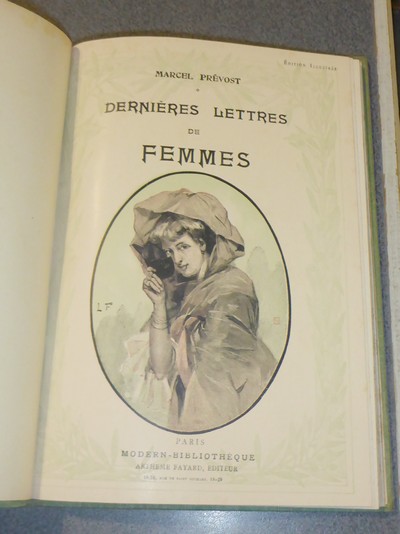 ÉDITION ILLUSTRÉE
MARCEL PRÉVOST
DERNIÈRES LETTRES
DE
FEMMES
PARIS
MODERN-BIBLIOTHÈQUE
ARTHÈME FAYARD, ÉDITEUR